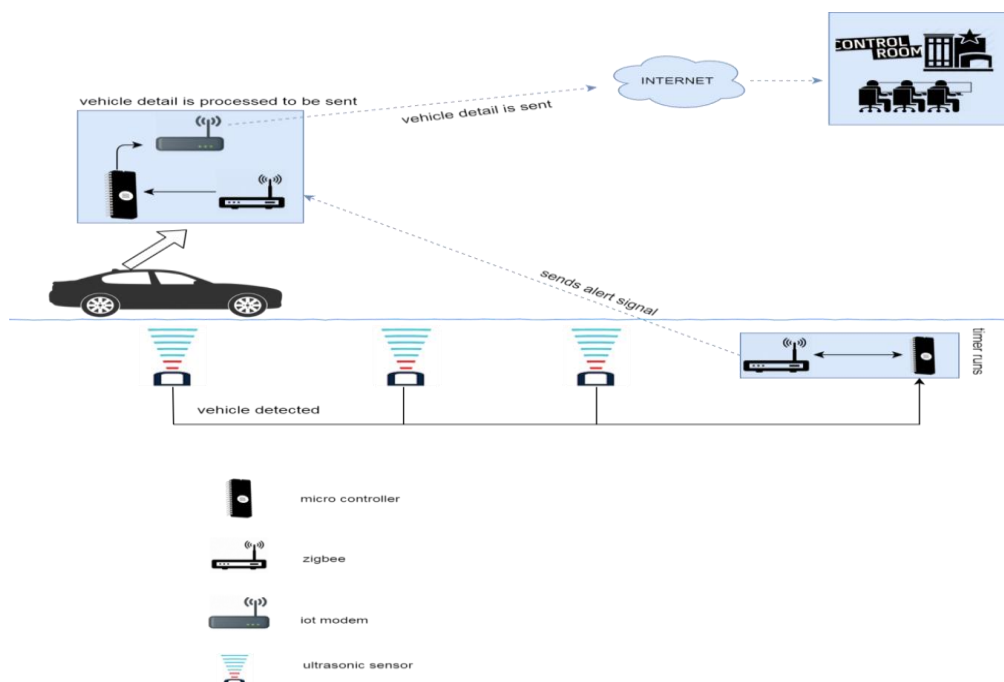 CONTROL
ROOM
INTERNET
vehicle detail is processed to be sent
vehicle detail is sent
sends alert signal
timer runs
vehicle detected
micro controller
zigbee
iot modem
ultrasonic sensor